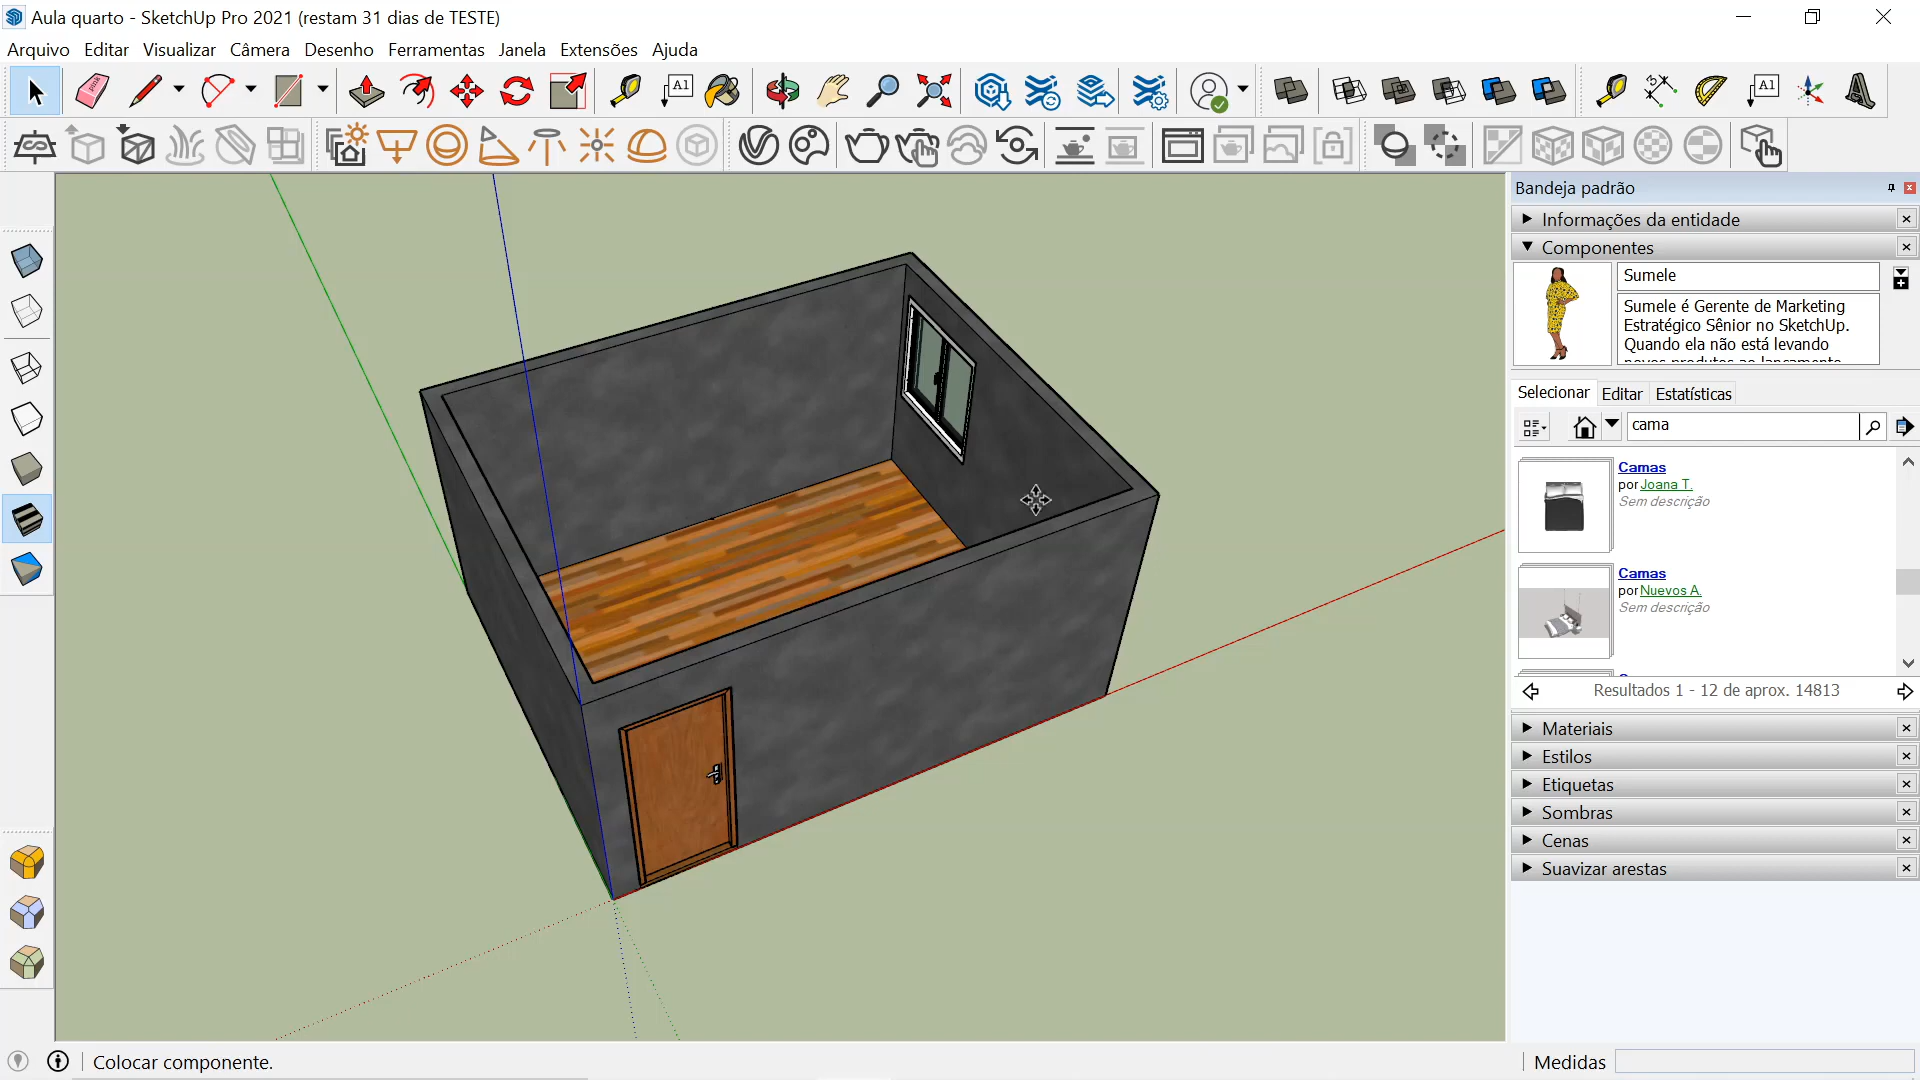 Aula quarto - SketchUp Pro 2021 (restam 31 dias de TESTE)
Arquivo Editar Visualizar Câmera Desenho Ferramentas Janela Extensões Ajuda
Bandeja padrão
Informações da entidade
Componentes
Sumele
Sumele é Gerente de Marketing
Estratégico Sênior no SketchUp.
Quando ela não está levando
Selecionar Editar Estatísticas
cama
Camas
por Joana T.
Sem descrição
Camas
por Nuevos A.
Sem descrição
Resultados 1 - 12 de aprox. 14813
Materiais
Estilos
Etiquetas
Sombras
Cenas
Suavizar arestas
Colocar componente.
Medidas